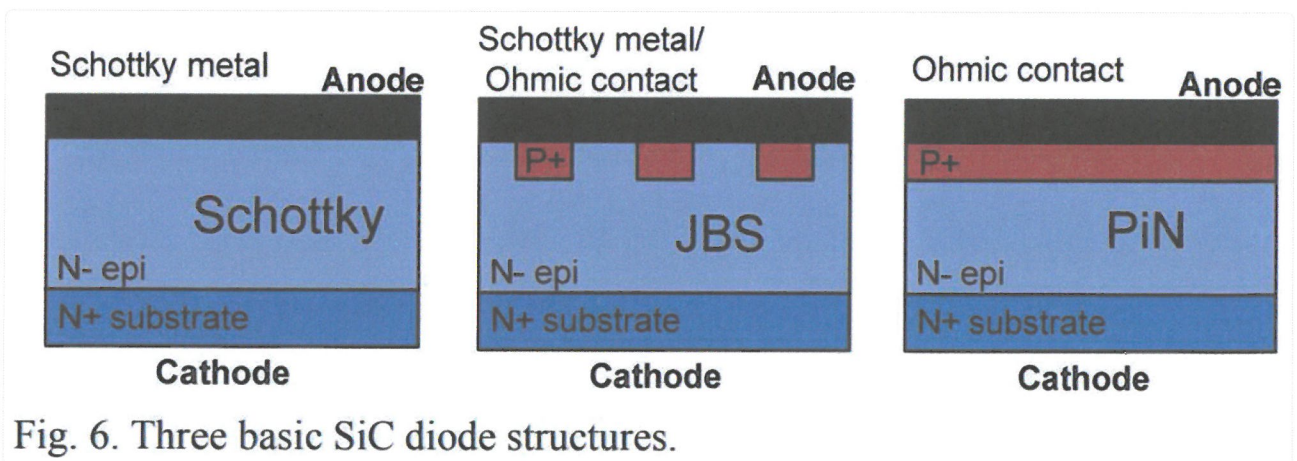 Schottky metal
Anode
Schottky
N- epi
N+ substrate
Cathode
Schottky metal/
Ohmic contact
Anode
P+
JBS
N- epi
N+ substrate
Cathode
Ohmic contact
Anode
P+
PiN
N- epi
N+ substrate
Cathode
Fig. 6. Three basic SiC diode structures.